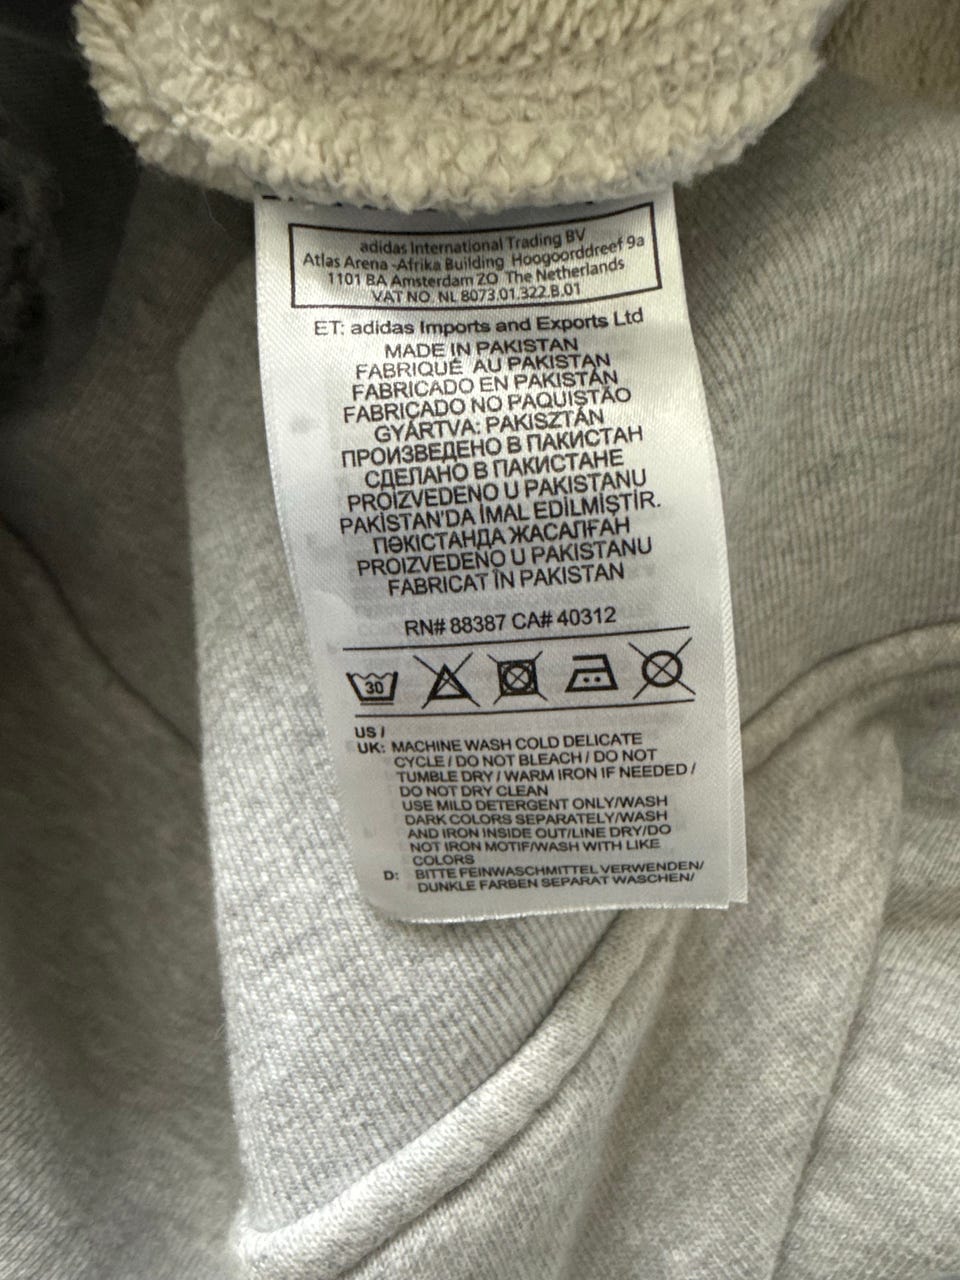 adidas International Trading BV
Atlas Arena -Afrika Building Hoogoorddreef 9a
1101 BA Amsterdam ZO The Netherlands
VAT NO. NL 8073.01.322.B.01
ET: adidas Imports and Exports Ltd
MADE IN PAKISTAN
FABRIQUÉ AU PAKISTAN
FABRICADO EN PAKISTÁN
FABRICADO NO PAQUISTÃO
GYÁRTVA: PAKISZTÁN
ПРОИЗВЕДЕНО В ПАКИСТАН
СДЕЛАНО В ПАКИСТАНЕ
PROIZVEDENO U PAKISTANU
PAKİSTAN'DA İMAL EDİLMİŞTİR.
ПӘКІСТАНДА ЖАСАЛҒАН
PROIZVEDENO U PAKISTANU
FABRICAT ÎN PAKISTAN
RN# 88387 CA# 40312
30
US /
UK: MACHINE WASH COLD DELICATE
CYCLE / DO NOT BLEACH / DO NOT
TUMBLE DRY / WARM IRON IF NEEDED /
DO NOT DRY CLEAN
USE MILD DETERGENT ONLY/WASH
DARK COLORS SEPARATELY/WASH
AND IRON INSIDE OUT/LINE DRY/DO
NOT IRON MOTIF/WASH WITH LIKE
COLORS
D: BITTE FEINWASCHMITTEL VERWENDEN/
DUNKLE FARBEN SEPARAT WASCHEN/